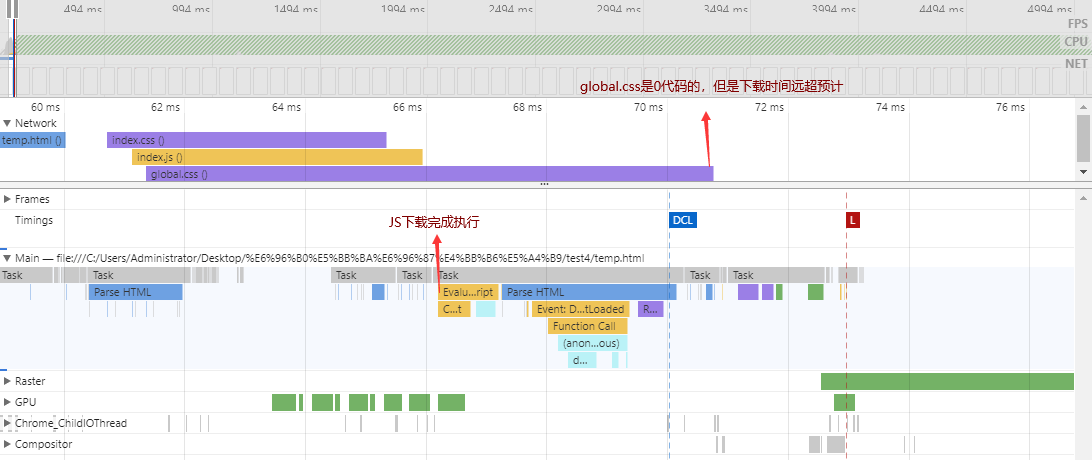 494 ms 994 ms 1494 ms 1994 ms 2494 ms 2994 ms 3494 ms 3994 ms 4494 ms 4994 ms
FPS
CPU
NET
global.css是0代码的，但是下载时间远超预计
60 ms 62 ms 64 ms 66 ms 68 ms 70 ms 72 ms 74 ms 76 ms
▼ Network
temp.html () index.css ()
index.js ()
global.css ()
...
▶ Frames
Timings DCL L
JS下载完成执行
▼ Main — file:///C:/Users/Administrator/Desktop/%E6%96%B0%E5%BB%BA%E6%96%87%E4%BB%B6%E5%A4%B9/test4/temp.html
Task Task Task Task Task Task Task
Parse HTML Evalu...ript Parse HTML
C...t Event: D...tLoaded R...
Function Call
(anon...ous)
d...
▶ Raster
▶ GPU
▶ Chrome_ChildIOThread
▶ Compositor